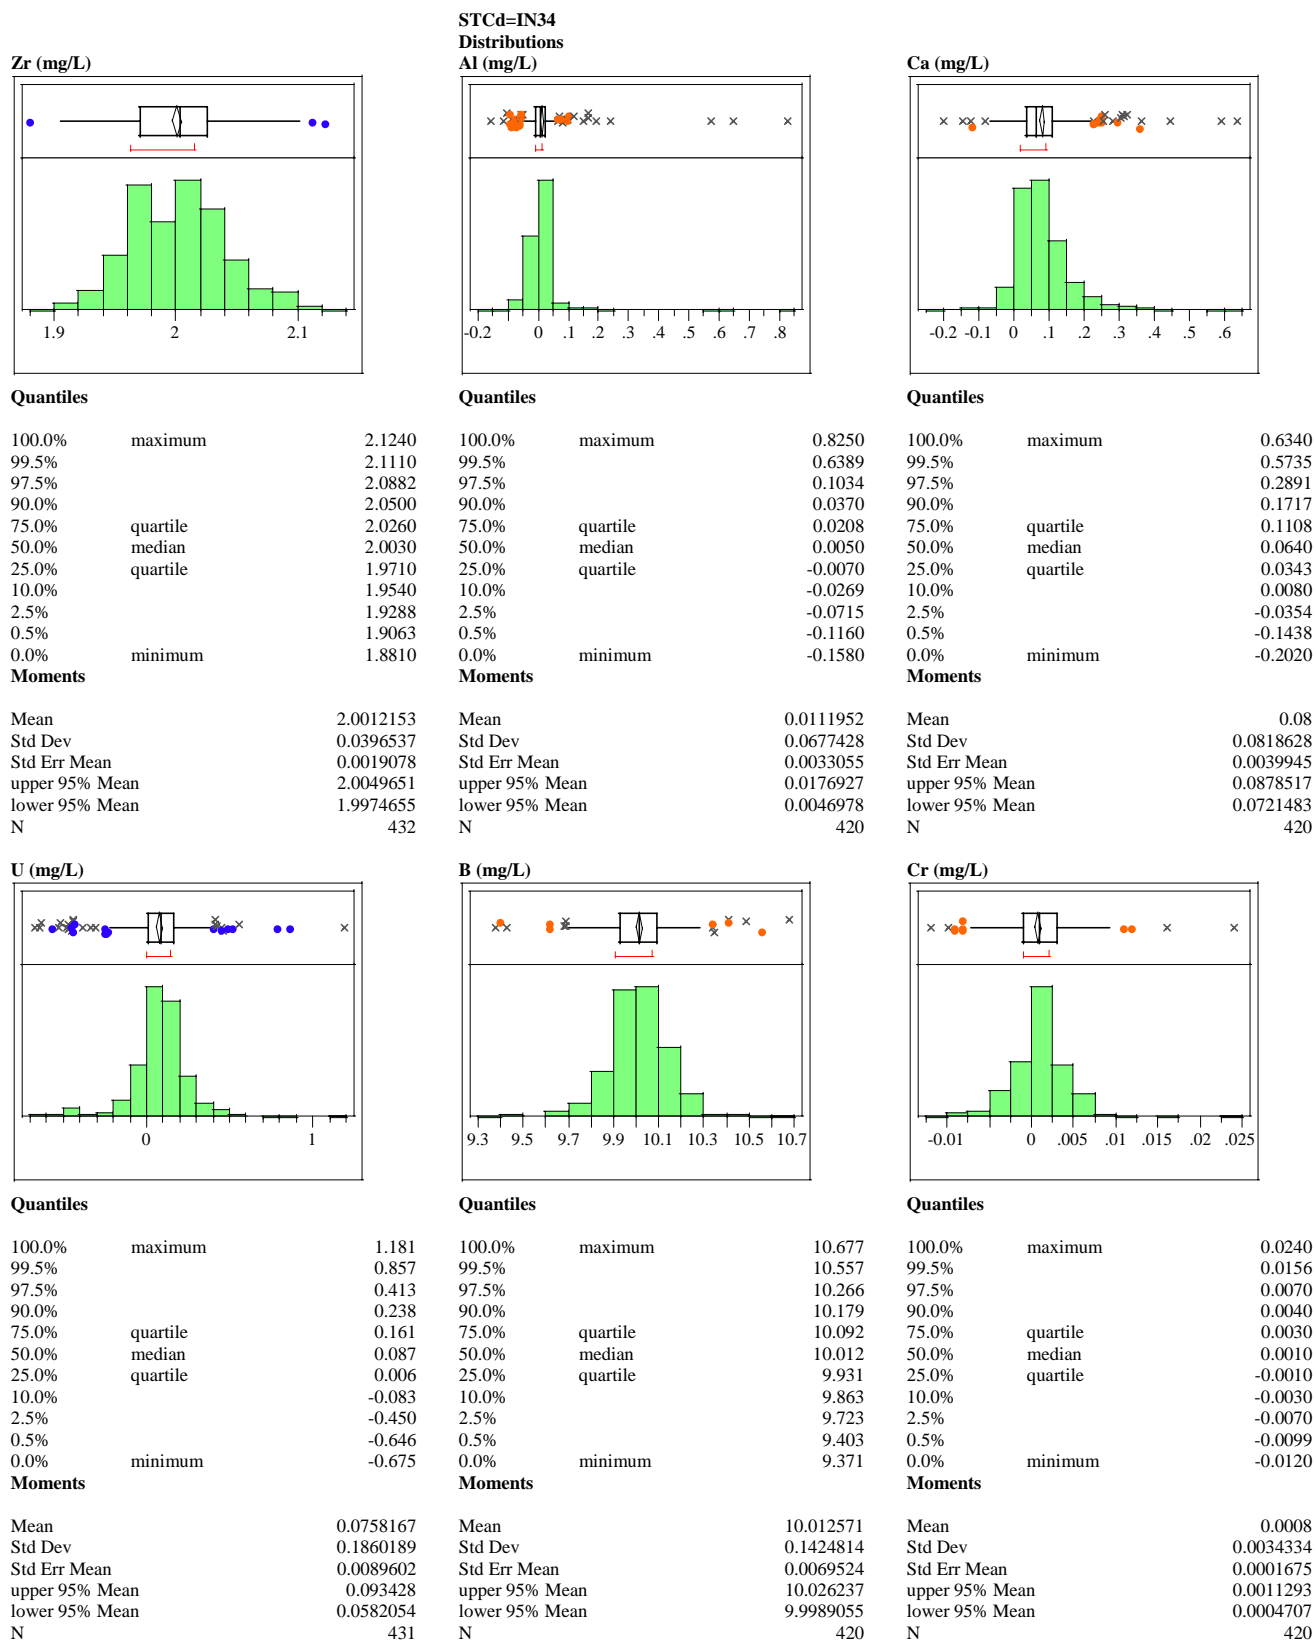 STCd=IN34
Distributions
Zr (mg/L)
1.9 2 2.1
Quantiles
100.0% maximum 2.1240
99.5% 2.1110
97.5% 2.0882
90.0% 2.0500
75.0% quartile 2.0260
50.0% median 2.0030
25.0% quartile 1.9710
10.0% 1.9540
2.5% 1.9288
0.5% 1.9063
0.0% minimum 1.8810
Moments
Mean 2.0012153
Std Dev 0.0396537
Std Err Mean 0.0019078
upper 95% Mean 2.0049651
lower 95% Mean 1.9974655
N 432
Al (mg/L)
-0.2 0 .1 .2 .3 .4 .5 .6 .7 .8
Quantiles
100.0% maximum 0.8250
99.5% 0.6389
97.5% 0.1034
90.0% 0.0370
75.0% quartile 0.0208
50.0% median 0.0050
25.0% quartile -0.0070
10.0% -0.0269
2.5% -0.0715
0.5% -0.1160
0.0% minimum -0.1580
Moments
Mean 0.0111952
Std Dev 0.0677428
Std Err Mean 0.0033055
upper 95% Mean 0.0176927
lower 95% Mean 0.0046978
N 420
Ca (mg/L)
-0.2 -0.1 0 .1 .2 .3 .4 .5 .6
Quantiles
100.0% maximum 0.6340
99.5% 0.5735
97.5% 0.2891
90.0% 0.1717
75.0% quartile 0.1108
50.0% median 0.0640
25.0% quartile 0.0343
10.0% 0.0080
2.5% -0.0354
0.5% -0.1438
0.0% minimum -0.2020
Moments
Mean 0.08
Std Dev 0.0818628
Std Err Mean 0.0039945
upper 95% Mean 0.0878517
lower 95% Mean 0.0721483
N 420
U (mg/L)
0 1
Quantiles
100.0% maximum 1.181
99.5% 0.857
97.5% 0.413
90.0% 0.238
75.0% quartile 0.161
50.0% median 0.087
25.0% quartile 0.006
10.0% -0.083
2.5% -0.450
0.5% -0.646
0.0% minimum -0.675
Moments
Mean 0.0758167
Std Dev 0.1860189
Std Err Mean 0.0089602
upper 95% Mean 0.093428
lower 95% Mean 0.0582054
N 431
B (mg/L)
9.3 9.5 9.7 9.9 10.1 10.3 10.5 10.7
Quantiles
100.0% maximum 10.677
99.5% 10.557
97.5% 10.266
90.0% 10.179
75.0% quartile 10.092
50.0% median 10.012
25.0% quartile 9.931
10.0% 9.863
2.5% 9.723
0.5% 9.403
0.0% minimum 9.371
Moments
Mean 10.012571
Std Dev 0.1424814
Std Err Mean 0.0069524
upper 95% Mean 10.026237
lower 95% Mean 9.9989055
N 420
Cr (mg/L)
-0.01 0 .005 .01 .015 .02 .025
Quantiles
100.0% maximum 0.0240
99.5% 0.0156
97.5% 0.0070
90.0% 0.0040
75.0% quartile 0.0030
50.0% median 0.0010
25.0% quartile -0.0010
10.0% -0.0030
2.5% -0.0070
0.5% -0.0099
0.0% minimum -0.0120
Moments
Mean 0.0008
Std Dev 0.0034334
Std Err Mean 0.0001675
upper 95% Mean 0.0011293
lower 95% Mean 0.0004707
N 420